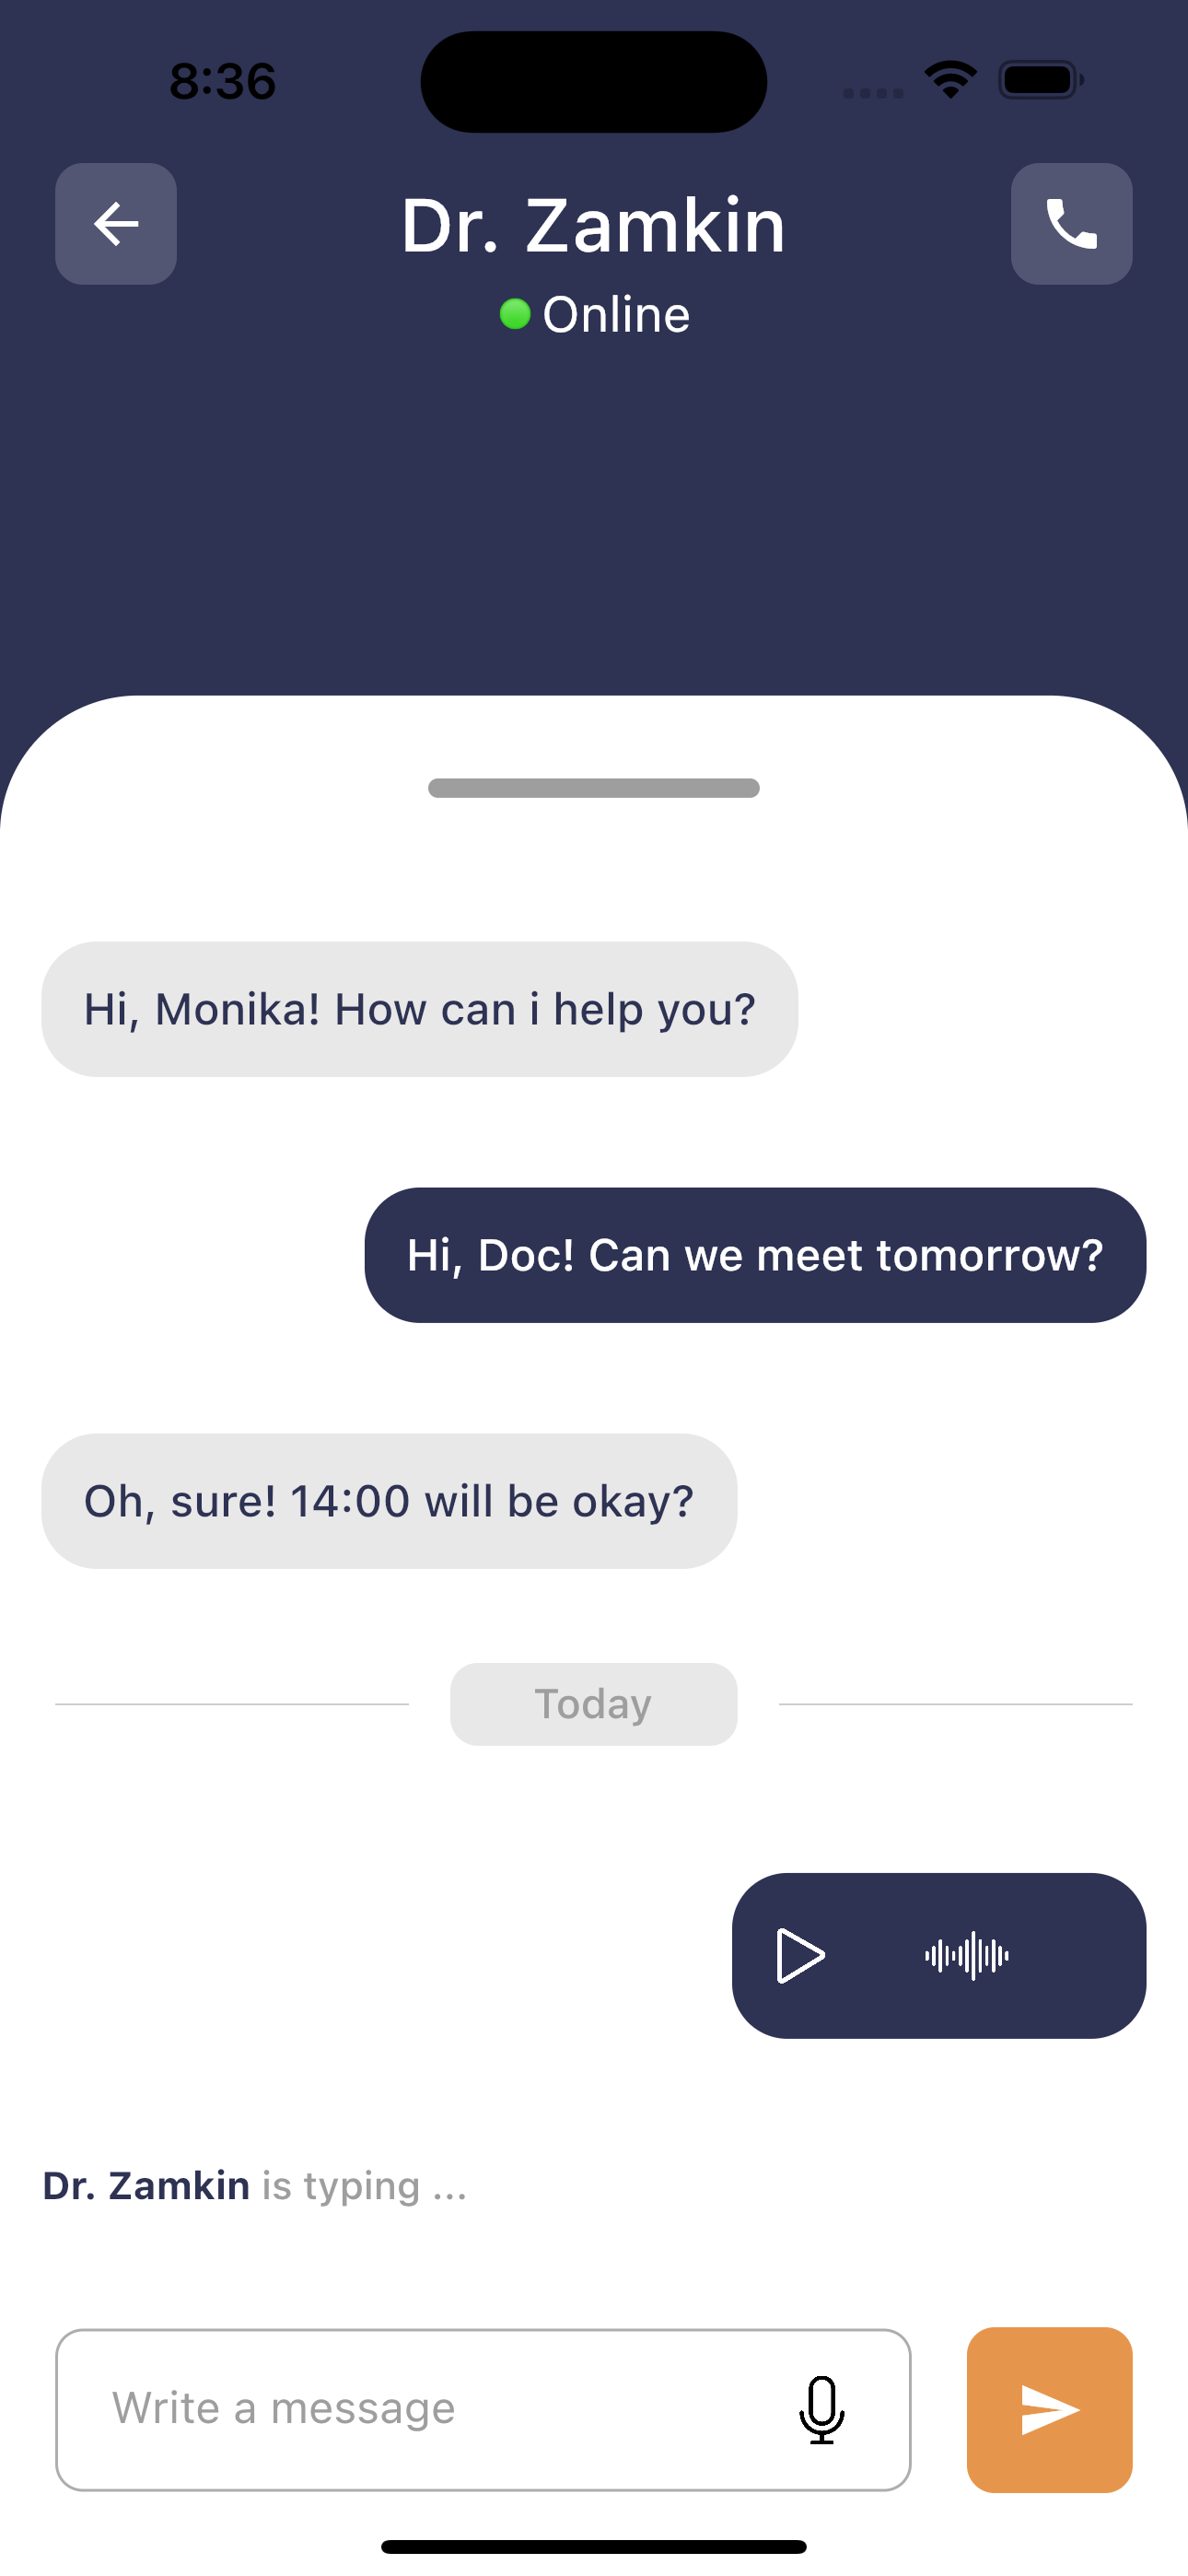 8:36
Dr. Zamkin
Online
Hi, Monika! How can i help you?
Hi, Doc! Can we meet tomorrow?
Oh, sure! 14:00 will be okay?
Today
Dr. Zamkin is typing ...
Write a message